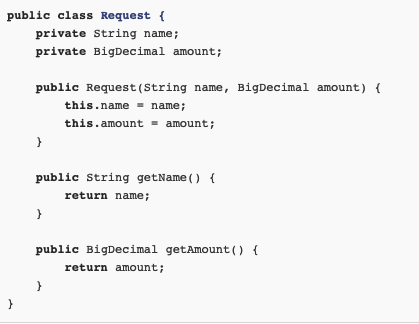 public class Request {
    private String name;
    private BigDecimal amount;

    public Request(String name, BigDecimal amount) {
        this.name = name;
        this.amount = amount;
    }

    public String getName() {
        return name;
    }

    public BigDecimal getAmount() {
        return amount;
    }
}